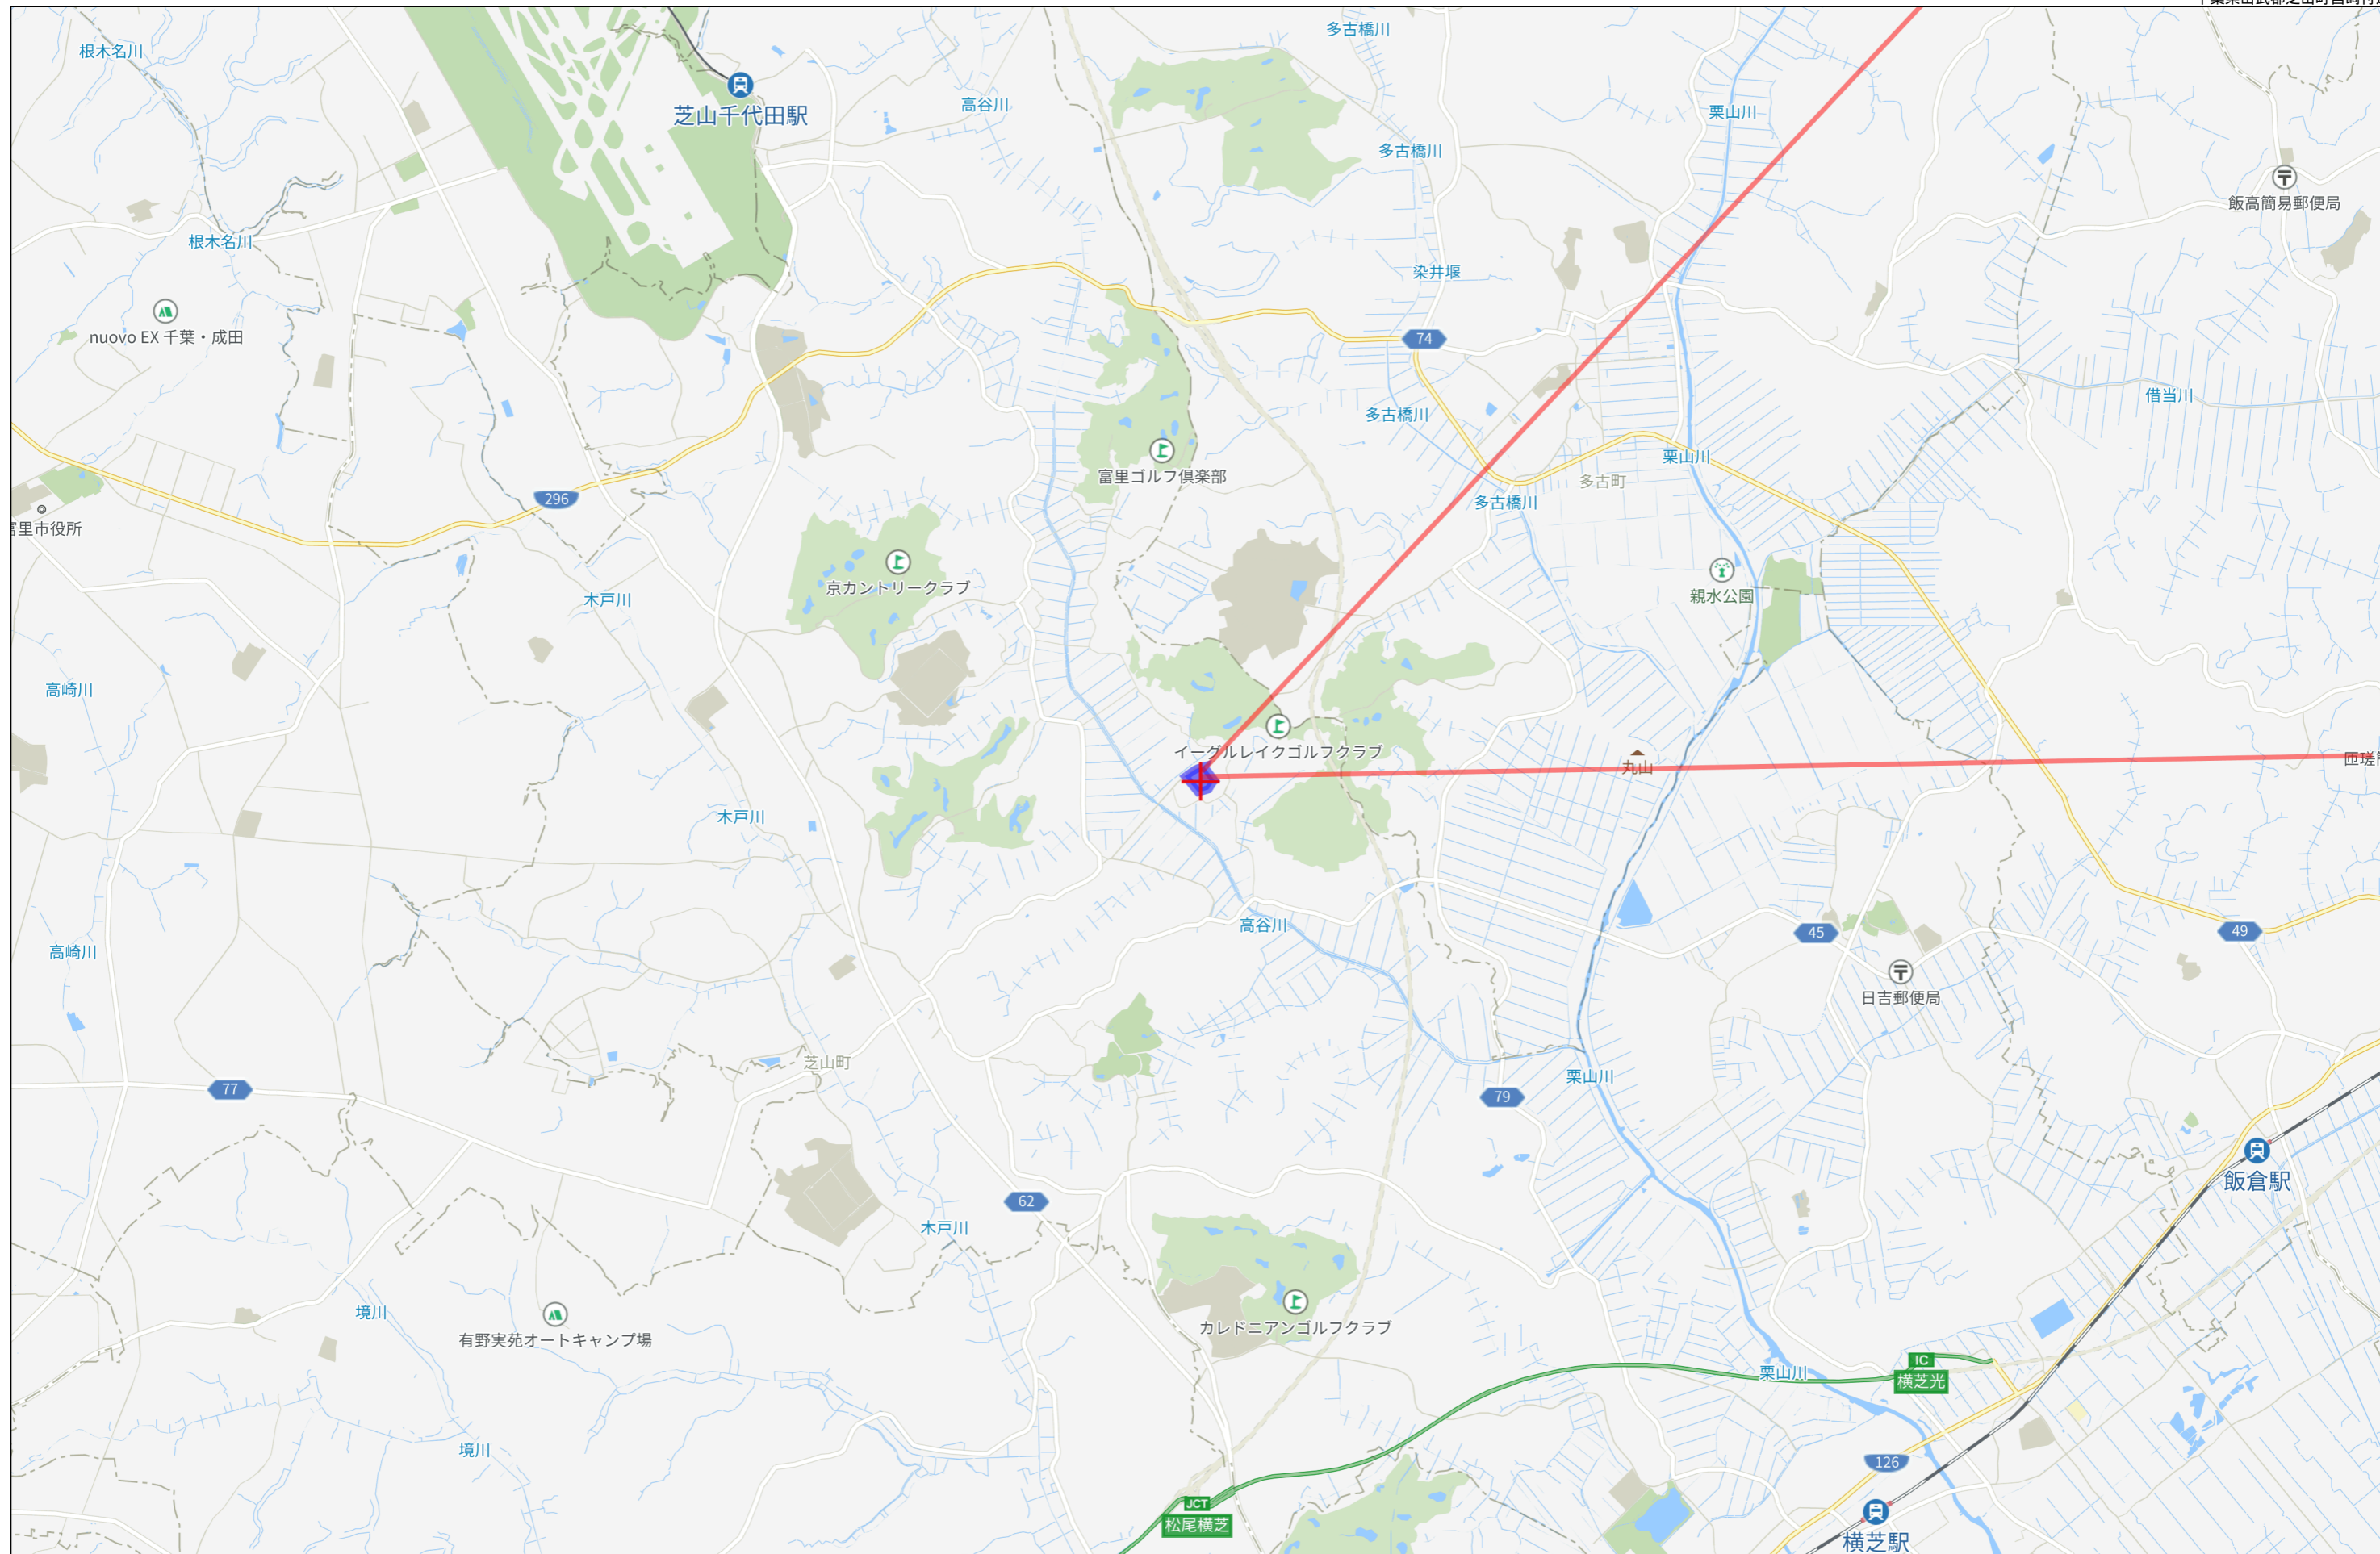 多古橋川
根木名川
芝山千代田駅
高谷川
栗山川
多古橋川
飯高簡易郵便局
根木名川
染井堰
nuovo EX 千葉・成田
74
借当川
多古橋川
栗山川
富里ゴルフ倶楽部
多古町
296
多古橋川
富里市役所
京カントリークラブ
親水公園
木戸川
高崎川
イーグルレイクゴルフクラブ
丸山
木戸川
高谷川
45
49
高崎川
日吉郵便局
芝山町
栗山川
77
79
飯倉駅
62
木戸川
境川
カレドニアンゴルフクラブ
有野実苑オートキャンプ場
IC
横芝光
栗山川
境川
126
JCT
松尾横芝
横芝駅